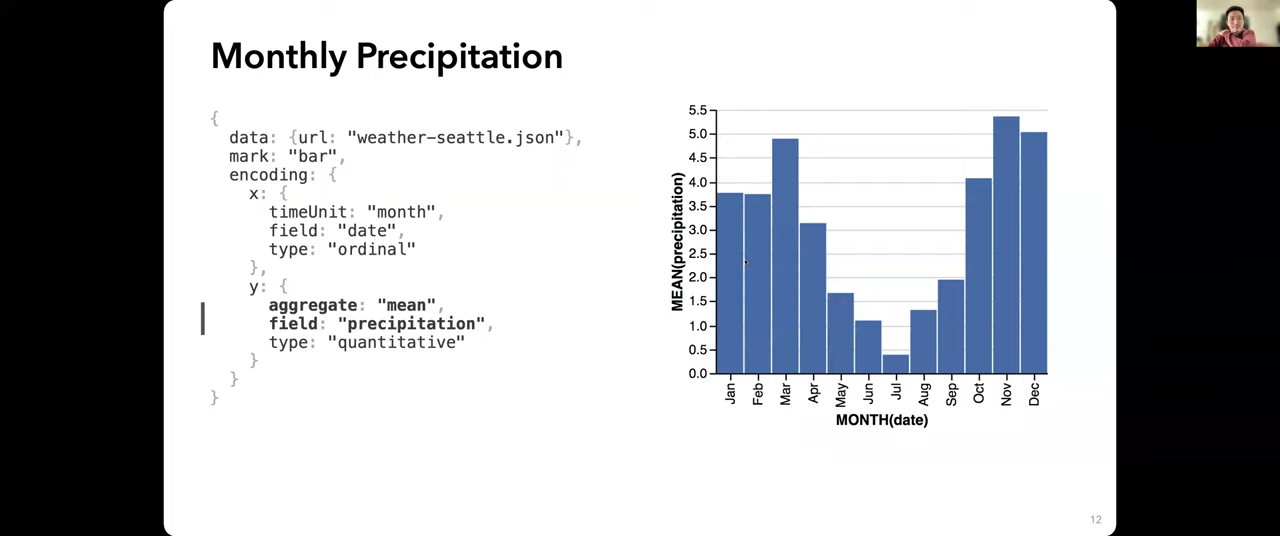 Monthly Precipitation
{
data: {url: "weather-seattle.json"},
mark: "bar",
encoding: {
x: {
timeUnit: "month",
field: "date",
type: "ordinal"
},
y: {
aggregate: "mean",
field: "precipitation",
type: "quantitative"
}
}
}
5.5
5.0
4.5
4.0
3.5
3.0
2.5
2.0
1.5
1.0
0.5
0.0
MEAN(precipitation)
Jan Feb Mar Apr May Jun Jul Aug Sep Oct Nov Dec
MONTH(date)
12